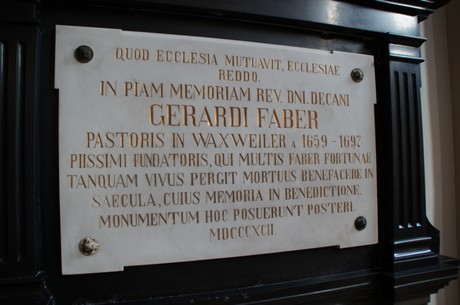 QUOD ECCLESIA MUTUAVIT, ECCLESIAE
REDDO.
IN PIAM MEMORIAM REV. DNI. DECANI
GERARDI FABER
PASTORIS IN WAXWEILER A 1659-1697
PIISSIMI FUNDATORIS, QUI MULTIS FABER FORTUNAE
TANQUAM VIVUS PERGIT MORTUUS BENEFACERE IN
SAECULA, CUIUS MEMORIA IN BENEDICTIONE.
MONUMENTUM HOC POSUERUNT POSTERI.
MDCCCXCII.